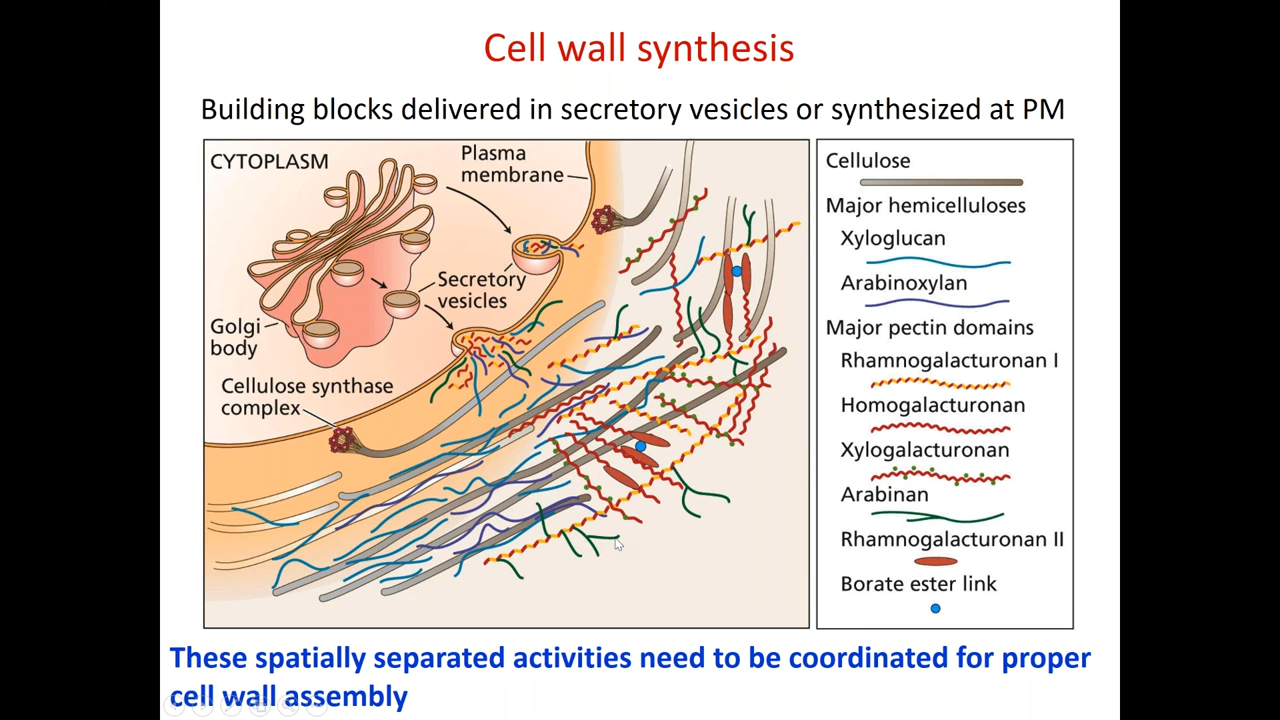 Cell wall synthesis
Building blocks delivered in secretory vesicles or synthesized at PM
CYTOPLASM
Plasma
membrane
Secretory
vesicles
Golgi
body
Cellulose synthase
complex
Cellulose
Major hemicelluloses
Xyloglucan
Arabinoxylan
Major pectin domains
Rhamnogalacturonan I
Homogalacturonan
Xylogalacturonan
Arabinan
Rhamnogalacturonan II
Borate ester link
These spatially separated activities need to be coordinated for proper
cell wall assembly